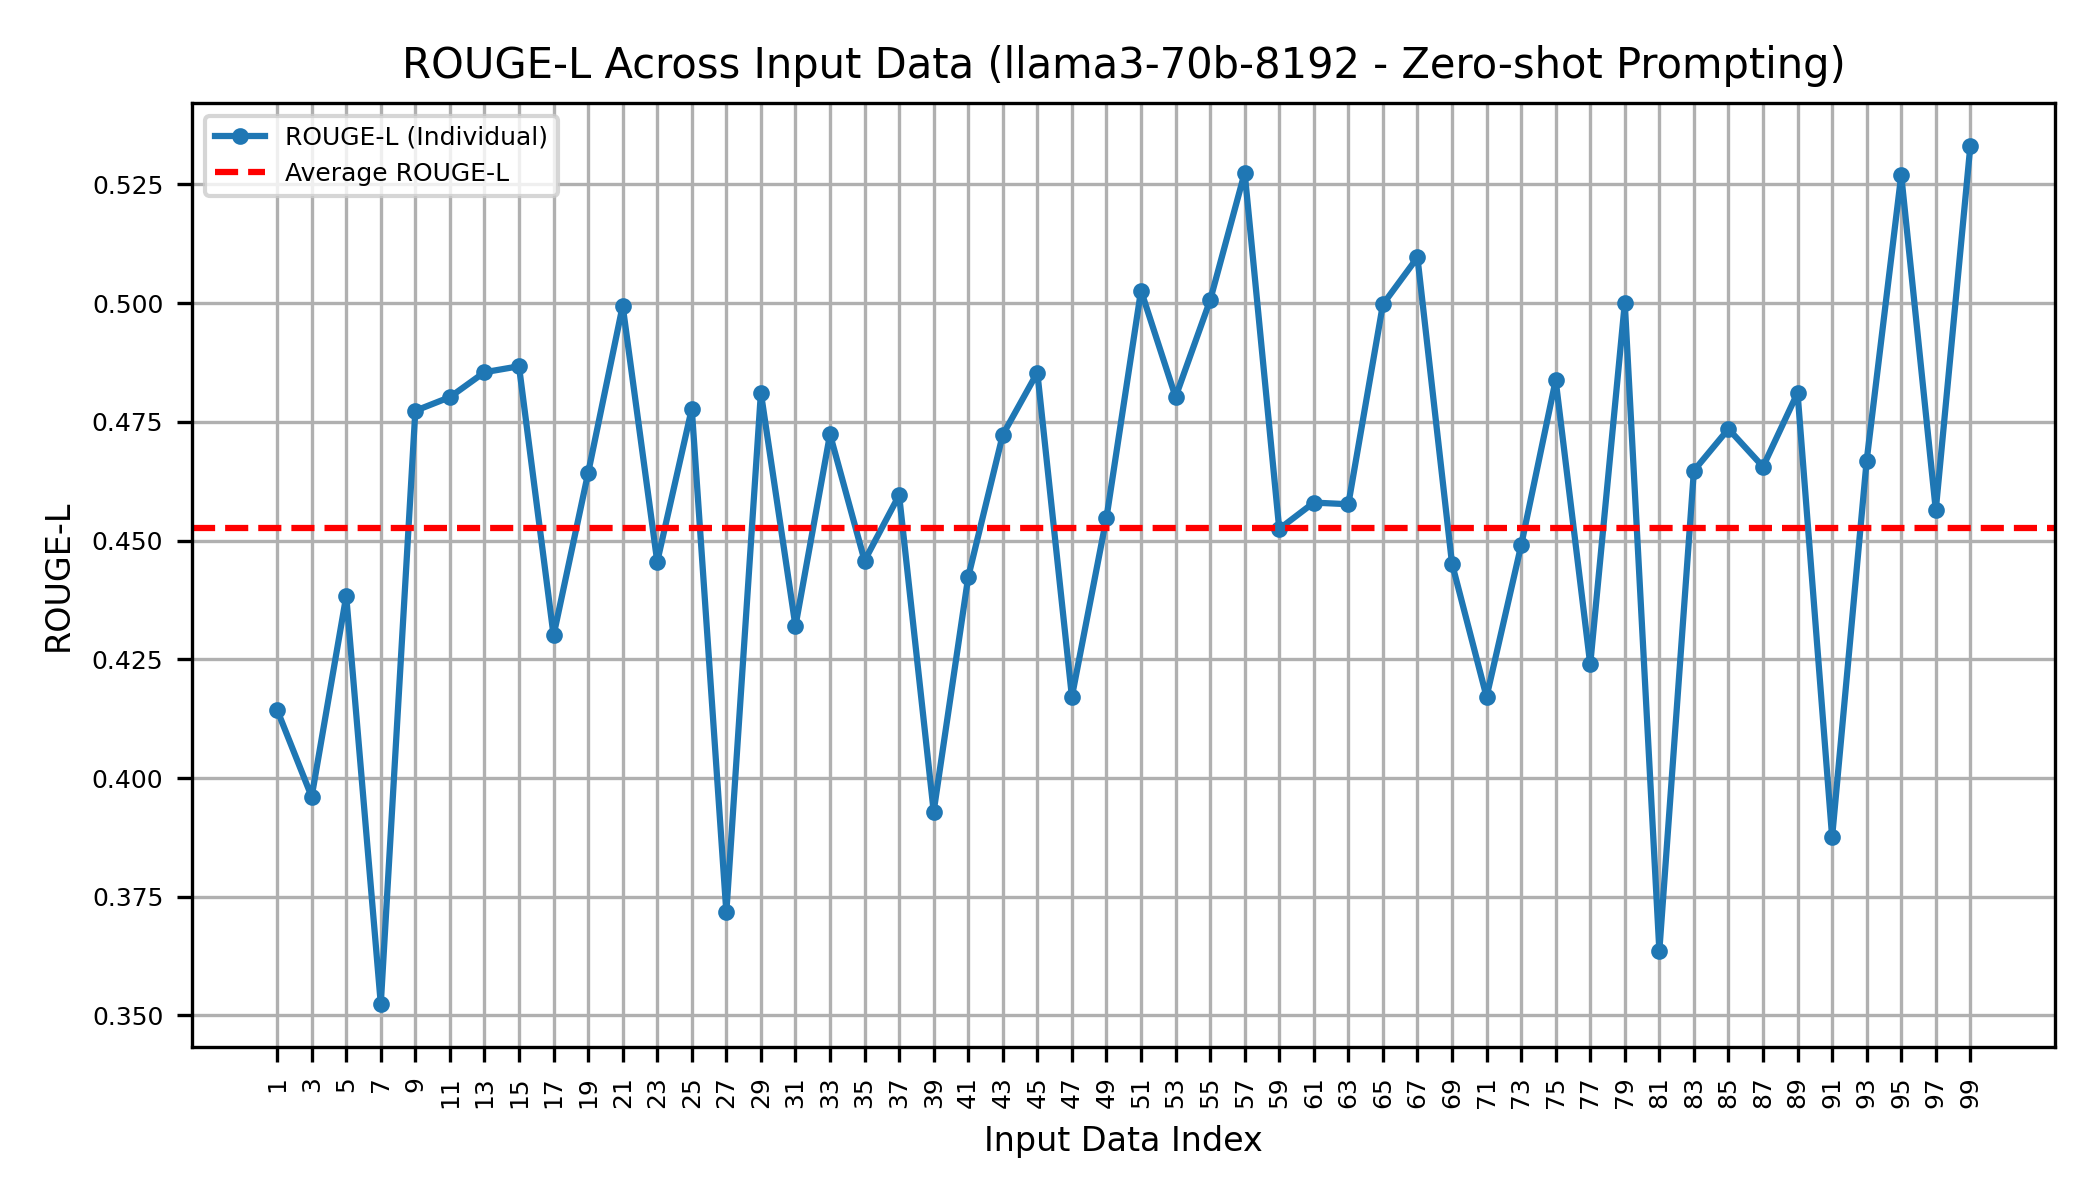 ROUGE-L Across Input Data (llama3-70b-8192 - Zero-shot Prompting)
ROUGE-L (Individual)
Average ROUGE-L
ROUGE-L
0.525
0.500
0.475
0.450
0.425
0.400
0.375
0.350
1 3 5 7 9 11 13 15 17 19 21 23 25 27 29 31 33 35 37 39 41 43 45 47 49 51 53 55 57 59 61 63 65 67 69 71 73 75 77 79 81 83 85 87 89 91 93 95 97 99
Input Data Index